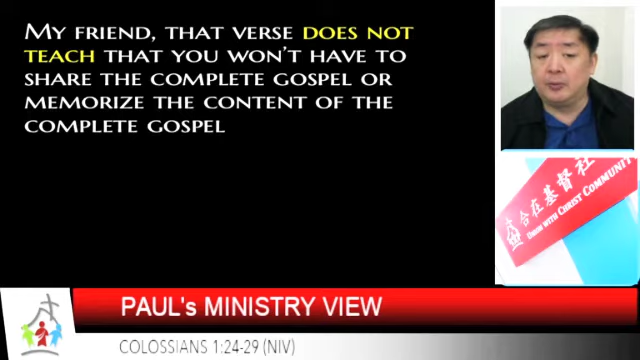 My friend, that verse does not
teach that you won't have to
share the complete gospel or
memorize the content of the
complete gospel
合在基督社
Union with Christ Community
PAUL's MINISTRY VIEW
COLOSSIANS 1:24-29 (NIV)